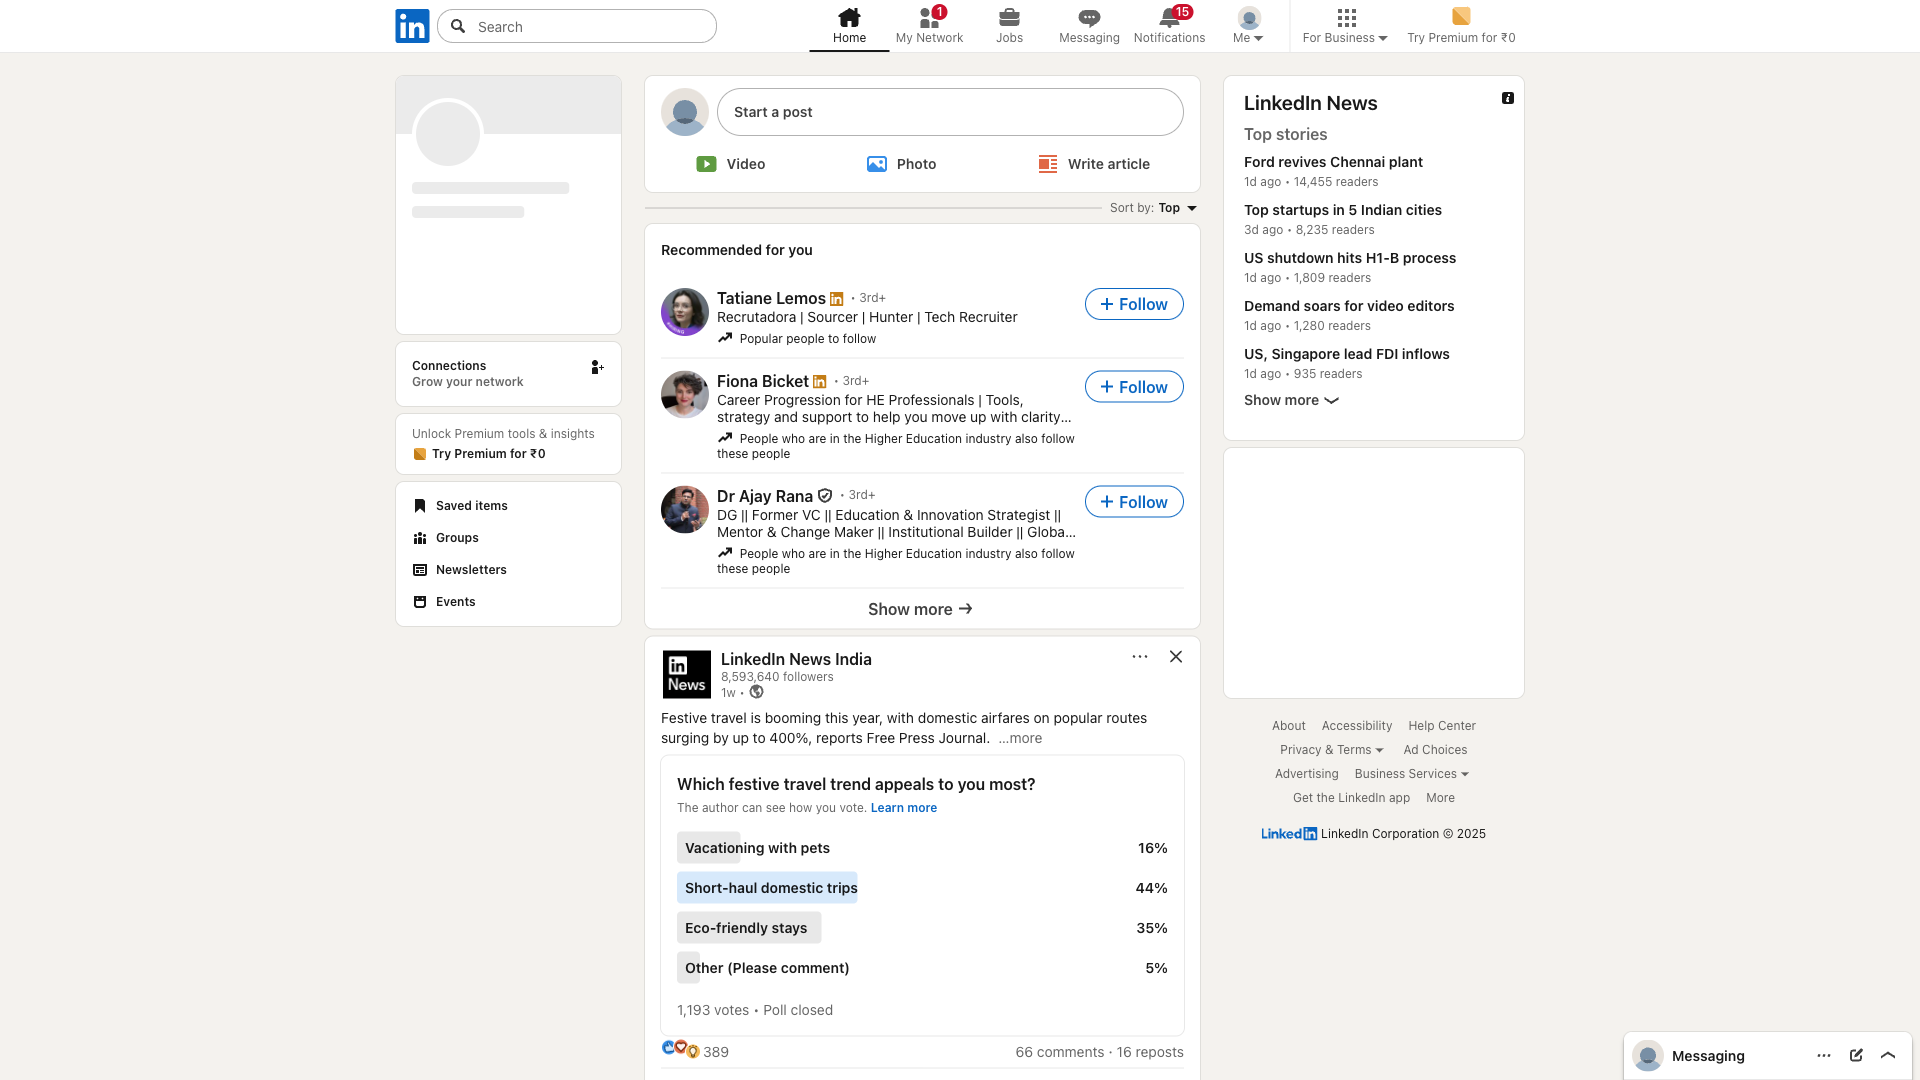 in
Search
Home
1
My Network
Jobs
Messaging
15
Notifications
Me
For Business
Try Premium for ₹0
Connections
Grow your network
Unlock Premium tools & insights
Try Premium for ₹0
Saved items
Groups
Newsletters
Events
Start a post
Video
Photo
Write article
Sort by: Top
Recommended for you
Tatiane Lemos in • 3rd+
Recrutadora | Sourcer | Hunter | Tech Recruiter
Popular people to follow
+ Follow
Fiona Bicket in • 3rd+
Career Progression for HE Professionals | Tools,
strategy and support to help you move up with clarity...
People who are in the Higher Education industry also follow
these people
+ Follow
Dr Ajay Rana • 3rd+
DG || Former VC || Education & Innovation Strategist ||
Mentor & Change Maker || Institutional Builder || Globa...
People who are in the Higher Education industry also follow
these people
+ Follow
Show more →
in
News
LinkedIn News India
8,593,640 followers
1w •
Festive travel is booming this year, with domestic airfares on popular routes
surging by up to 400%, reports Free Press Journal. ...more
Which festive travel trend appeals to you most?
The author can see how you vote. Learn more
Vacationing with pets 16%
Short-haul domestic trips 44%
Eco-friendly stays 35%
Other (Please comment) 5%
1,193 votes • Poll closed
389
66 comments • 16 reposts
LinkedIn News
Top stories
Ford revives Chennai plant
1d ago • 14,455 readers
Top startups in 5 Indian cities
3d ago • 8,235 readers
US shutdown hits H1-B process
1d ago • 1,809 readers
Demand soars for video editors
1d ago • 1,280 readers
US, Singapore lead FDI inflows
1d ago • 935 readers
Show more
About Accessibility Help Center
Privacy & Terms Ad Choices
Advertising Business Services
Get the LinkedIn app More
LinkedIn LinkedIn Corporation © 2025
Messaging